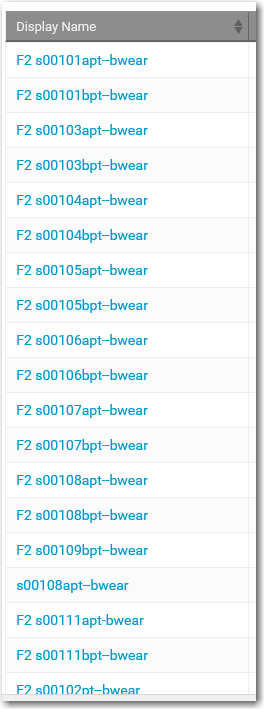 Display Name
F2 s00101apt--bwear
F2 s00101bpt--bwear
F2 s00103apt--bwear
F2 s00103bpt--bwear
F2 s00104apt--bwear
F2 s00104bpt--bwear
F2 s00105apt--bwear
F2 s00105bpt--bwear
F2 s00106apt--bwear
F2 s00106bpt--bwear
F2 s00107apt--bwear
F2 s00107bpt--bwear
F2 s00108apt--bwear
F2 s00108bpt--bwear
F2 s00109bpt--bwear
s00108apt--bwear
F2 s00111apt-bwear
F2 s00111bpt--bwear
F2 s00102pt--bwear